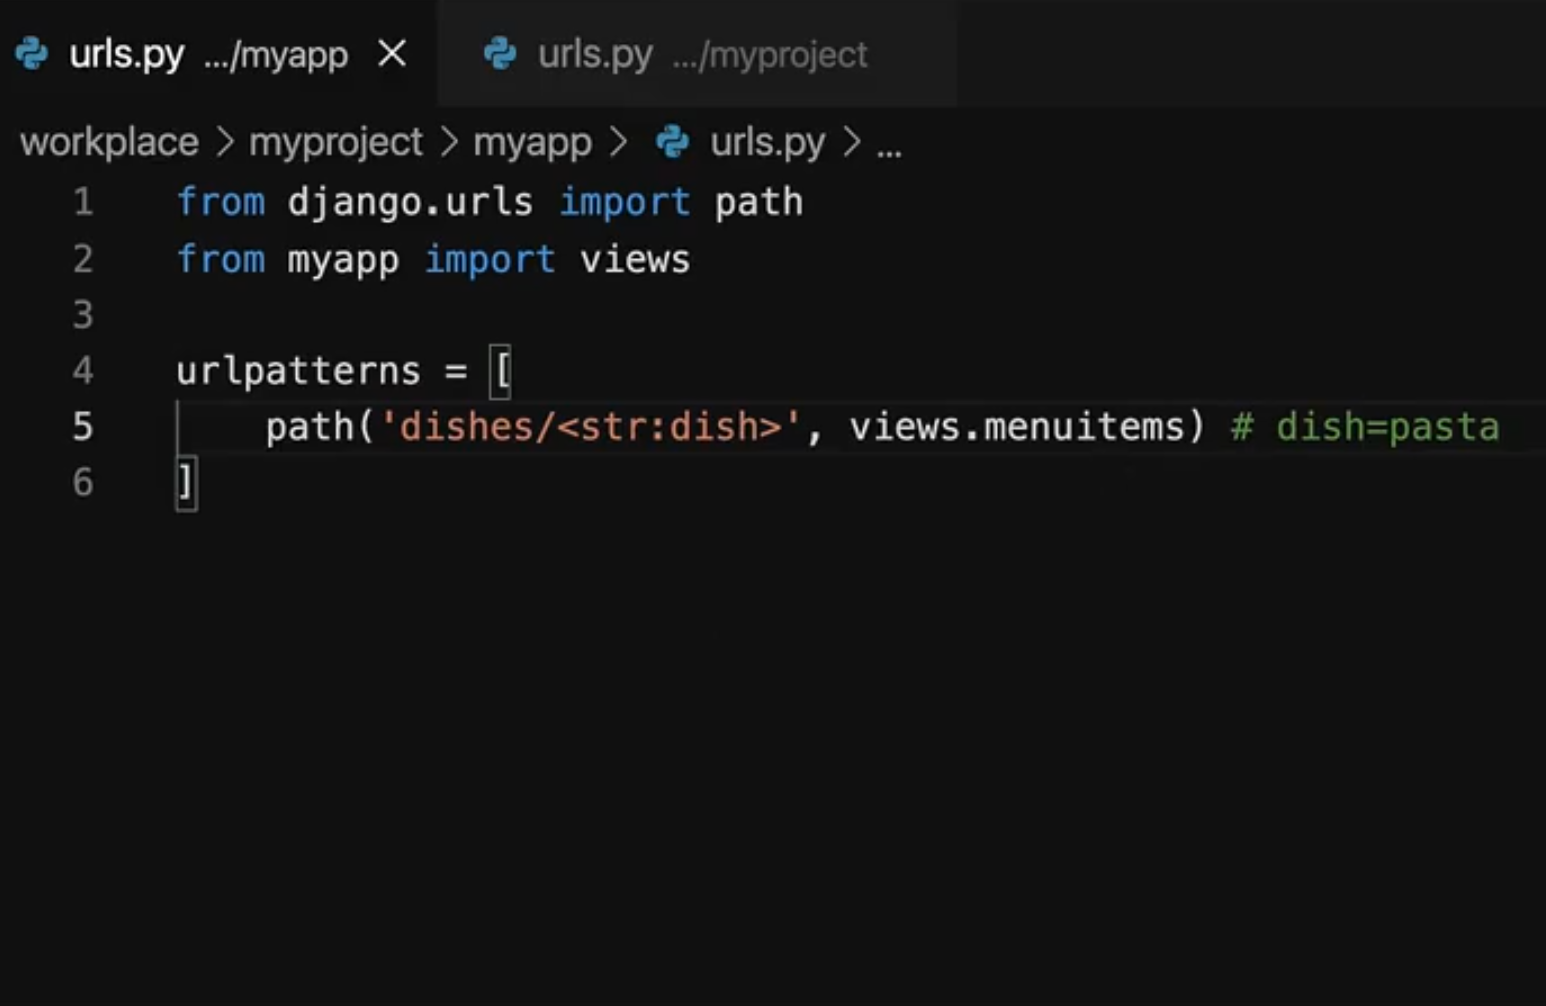 urls.py .../myapp urls.py .../myproject
workplace > myproject > myapp > urls.py > ...
1 from django.urls import path
2 from myapp import views
3
4 urlpatterns = [
5     path('dishes/<str:dish>', views.menuitems) # dish=pasta
6 ]